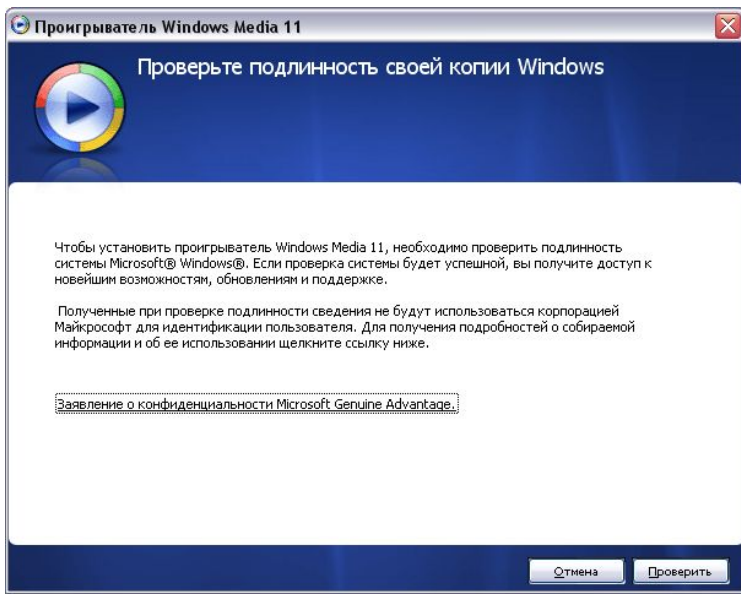 Проигрыватель Windows Media 11
Проверьте подлинность своей копии Windows
Чтобы установить проигрыватель Windows Media 11, необходимо проверить подлинность
системы Microsoft® Windows®. Если проверка системы будет успешной, вы получите доступ к
новейшим возможностям, обновлениям и поддержке.
Полученные при проверке подлинности сведения не будут использоваться корпорацией
Майкрософт для идентификации пользователя. Для получения подробностей о собираемой
информации и об ее использовании щелкните ссылку ниже.
Заявление о конфиденциальности Microsoft Genuine Advantage.
Отмена
Проверить